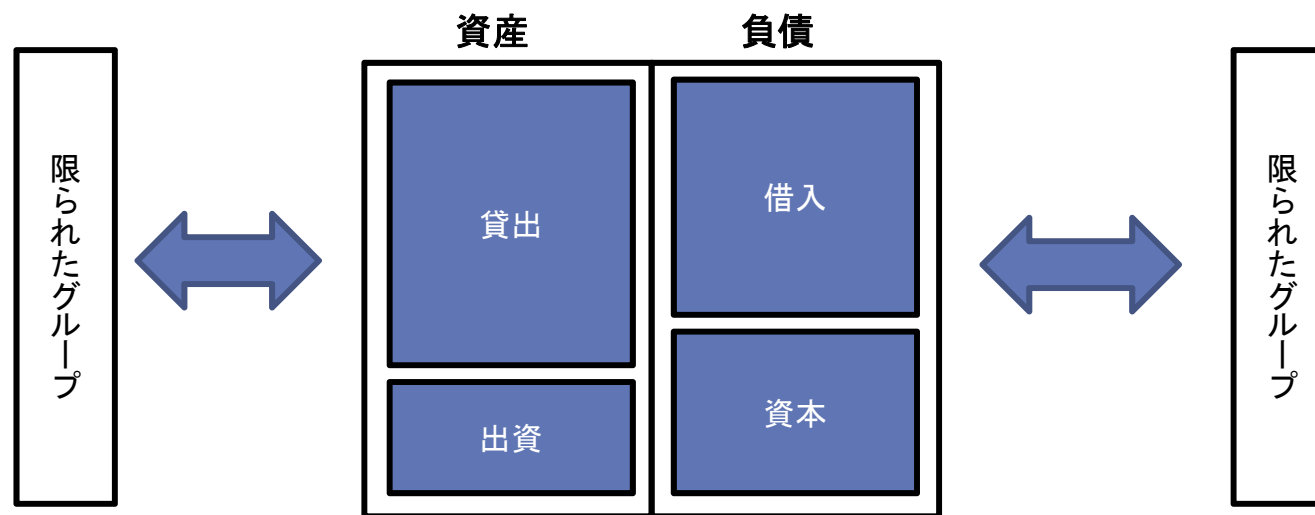 資産
負債
限られたグループ
貸出
借入
出資
資本
限られたグループ